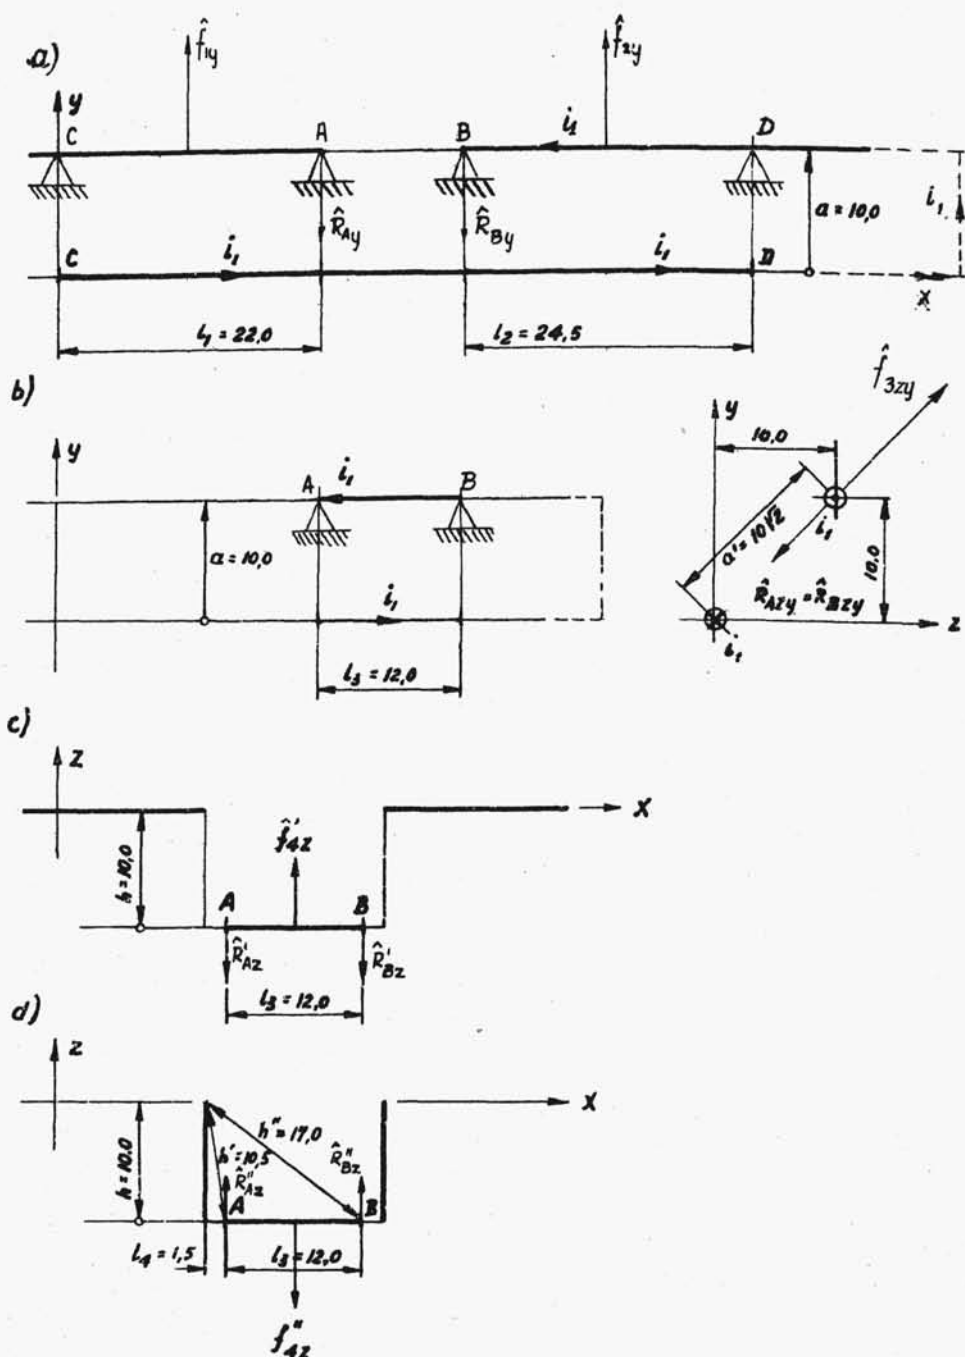 a)
f̂1y
f̂2y
y
C A B i1 D
R̂Ay R̂By a = 10,0 i1
C i1 i1 D
x
l1 = 22,0 l2 = 24,5
b)
y
A i1 B
a = 10,0
i1
l3 = 12,0
f̂3zy
y
10,0
a' = 10√2
i1
10,0
R̂Azy = R̂Bzy
i1
z
c)
z
x
h = 10,0
f̂'4z
A B
R̂'Az R̂'Bz
l3 = 12,0
d)
z
x
h = 10,0
h'' = 17,0
h' = 10,5
R̂''Bz
R̂''Az
A B
l4 = 1,5 l3 = 12,0
f''4z